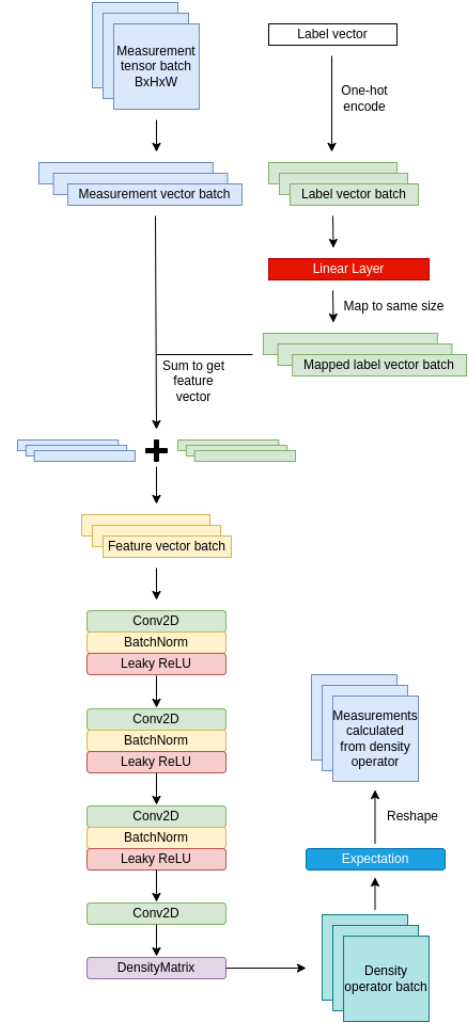 Measurement
tensor batch
BxHxW
Label vector
One-hot
encode
Measurement vector batch
Label vector batch
Linear Layer
Map to same size
Mapped label vector batch
Sum to get
feature
vector
+
Feature vector batch
Conv2D
BatchNorm
Leaky ReLU
Conv2D
BatchNorm
Leaky ReLU
Conv2D
BatchNorm
Leaky ReLU
Conv2D
DensityMatrix
Density
operator batch
Expectation
Reshape
Measurements
calculated
from density
operator